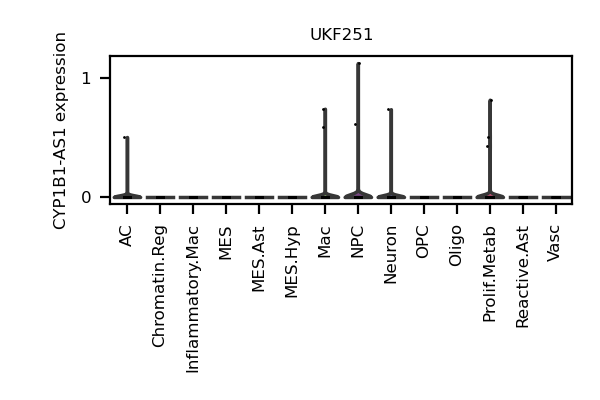 UKF251
CYP1B1-AS1 expression
1
0
AC
Chromatin.Reg
Inflammatory.Mac
MES
MES.Ast
MES.Hyp
Mac
NPC
Neuron
OPC
Oligo
Prolif.Metab
Reactive.Ast
Vasc